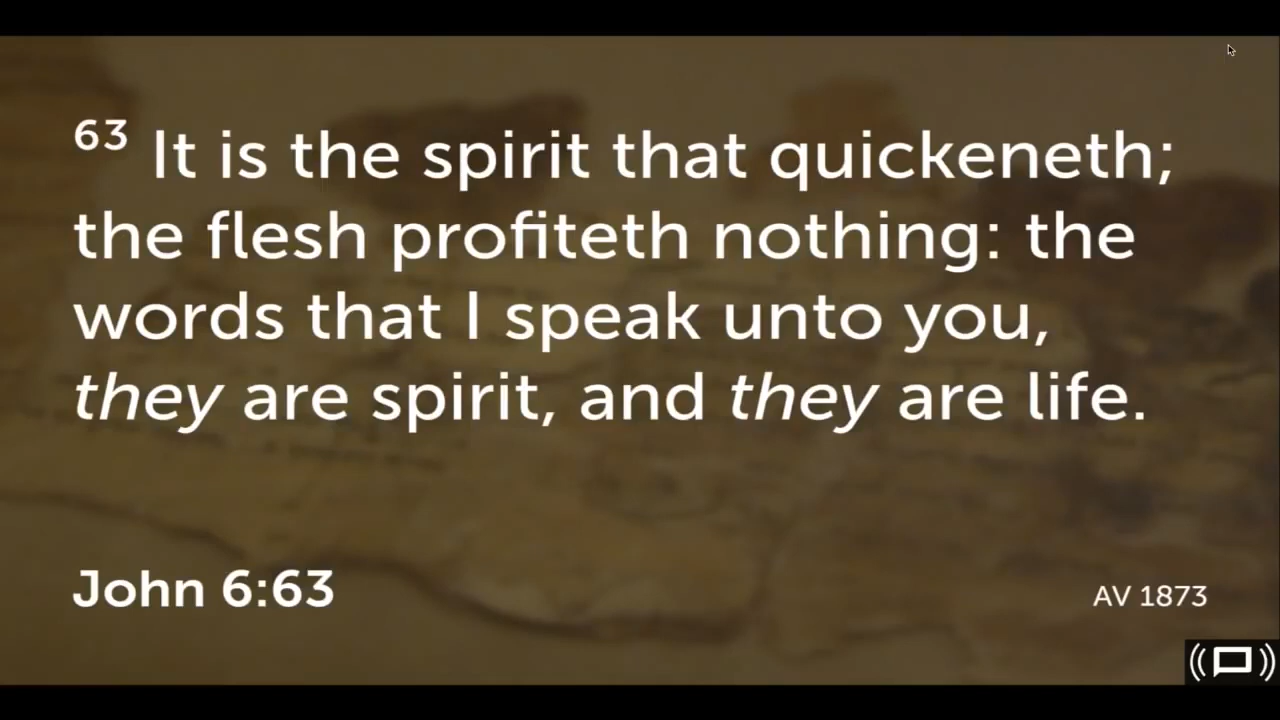 63 It is the spirit that quickeneth;
the flesh profiteth nothing: the
words that I speak unto you,
they are spirit, and they are life.
John 6:63
AV 1873